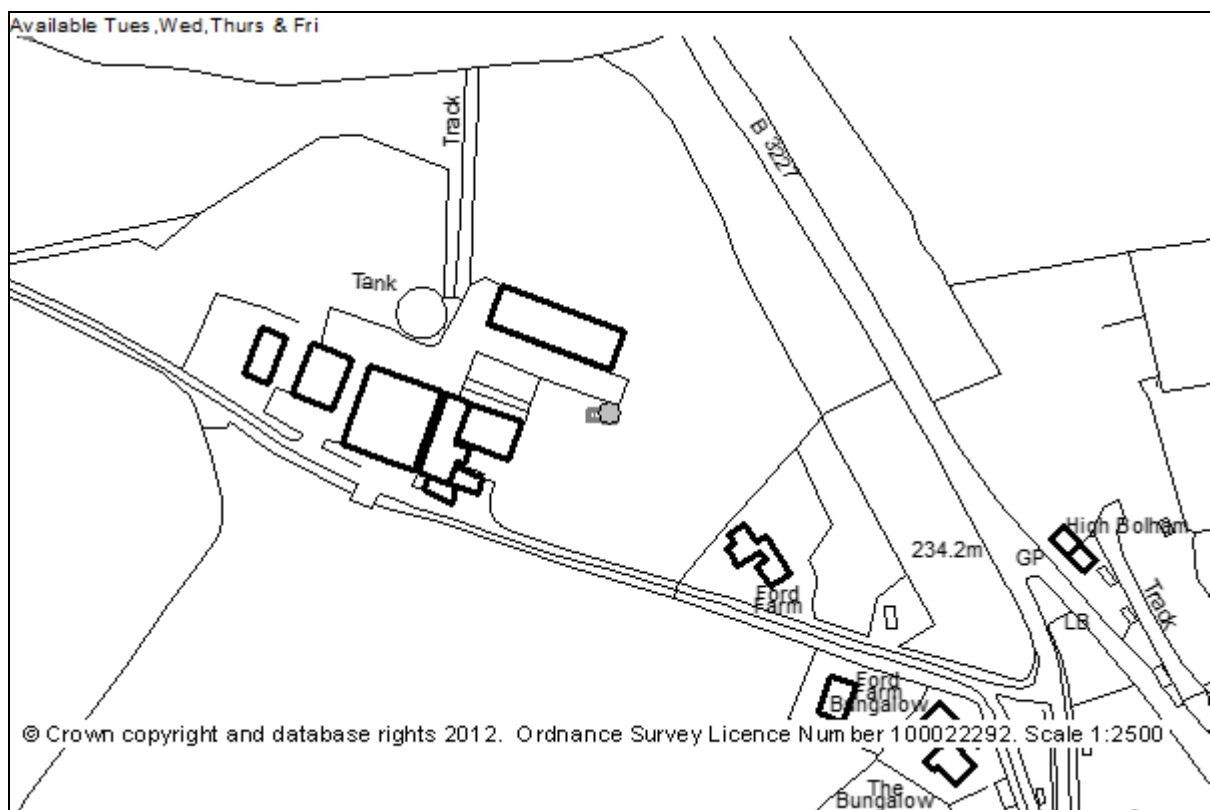 Available Tues,Wed,Thurs & Fri
Track
B 3227
Tank
High Bolham
234.2m
GP
Ford
Farm
Track
LB
Ford
Farm
Bungalow
© Crown copyright and database rights 2012. Ordnance Survey Licence Number 100022292. Scale 1:2500
The
Bungalow